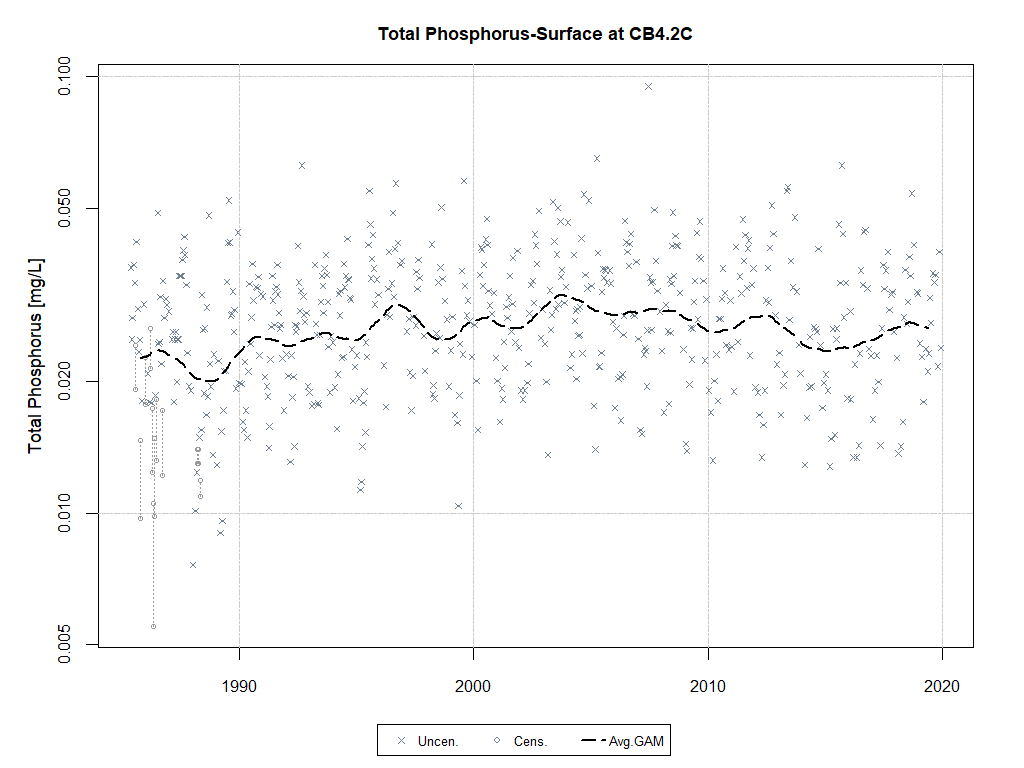 Total Phosphorus-Surface at CB4.2C
Total Phosphorus [mg/L]
0.100
0.050
0.020
0.010
0.005
1990 2000 2010 2020
Uncen. Cens. Avg.GAM